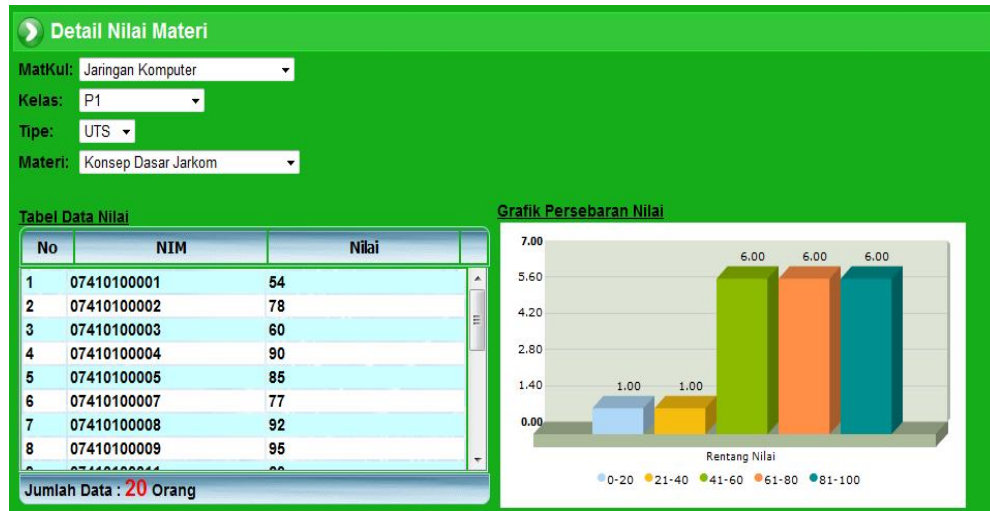 Detail Nilai Materi
MatKul: Jaringan Komputer
Kelas: P1
Tipe: UTS
Materi: Konsep Dasar Jarkom
Tabel Data Nilai
No NIM Nilai
1 07410100001 54
2 07410100002 78
3 07410100003 60
4 07410100004 90
5 07410100005 85
6 07410100007 77
7 07410100008 92
8 07410100009 95
Jumlah Data : 20 Orang
Grafik Persebaran Nilai
7.00
5.60
4.20
2.80
1.40
0.00
1.00 1.00 6.00 6.00 6.00
Rentang Nilai
0-20 21-40 41-60 61-80 81-100